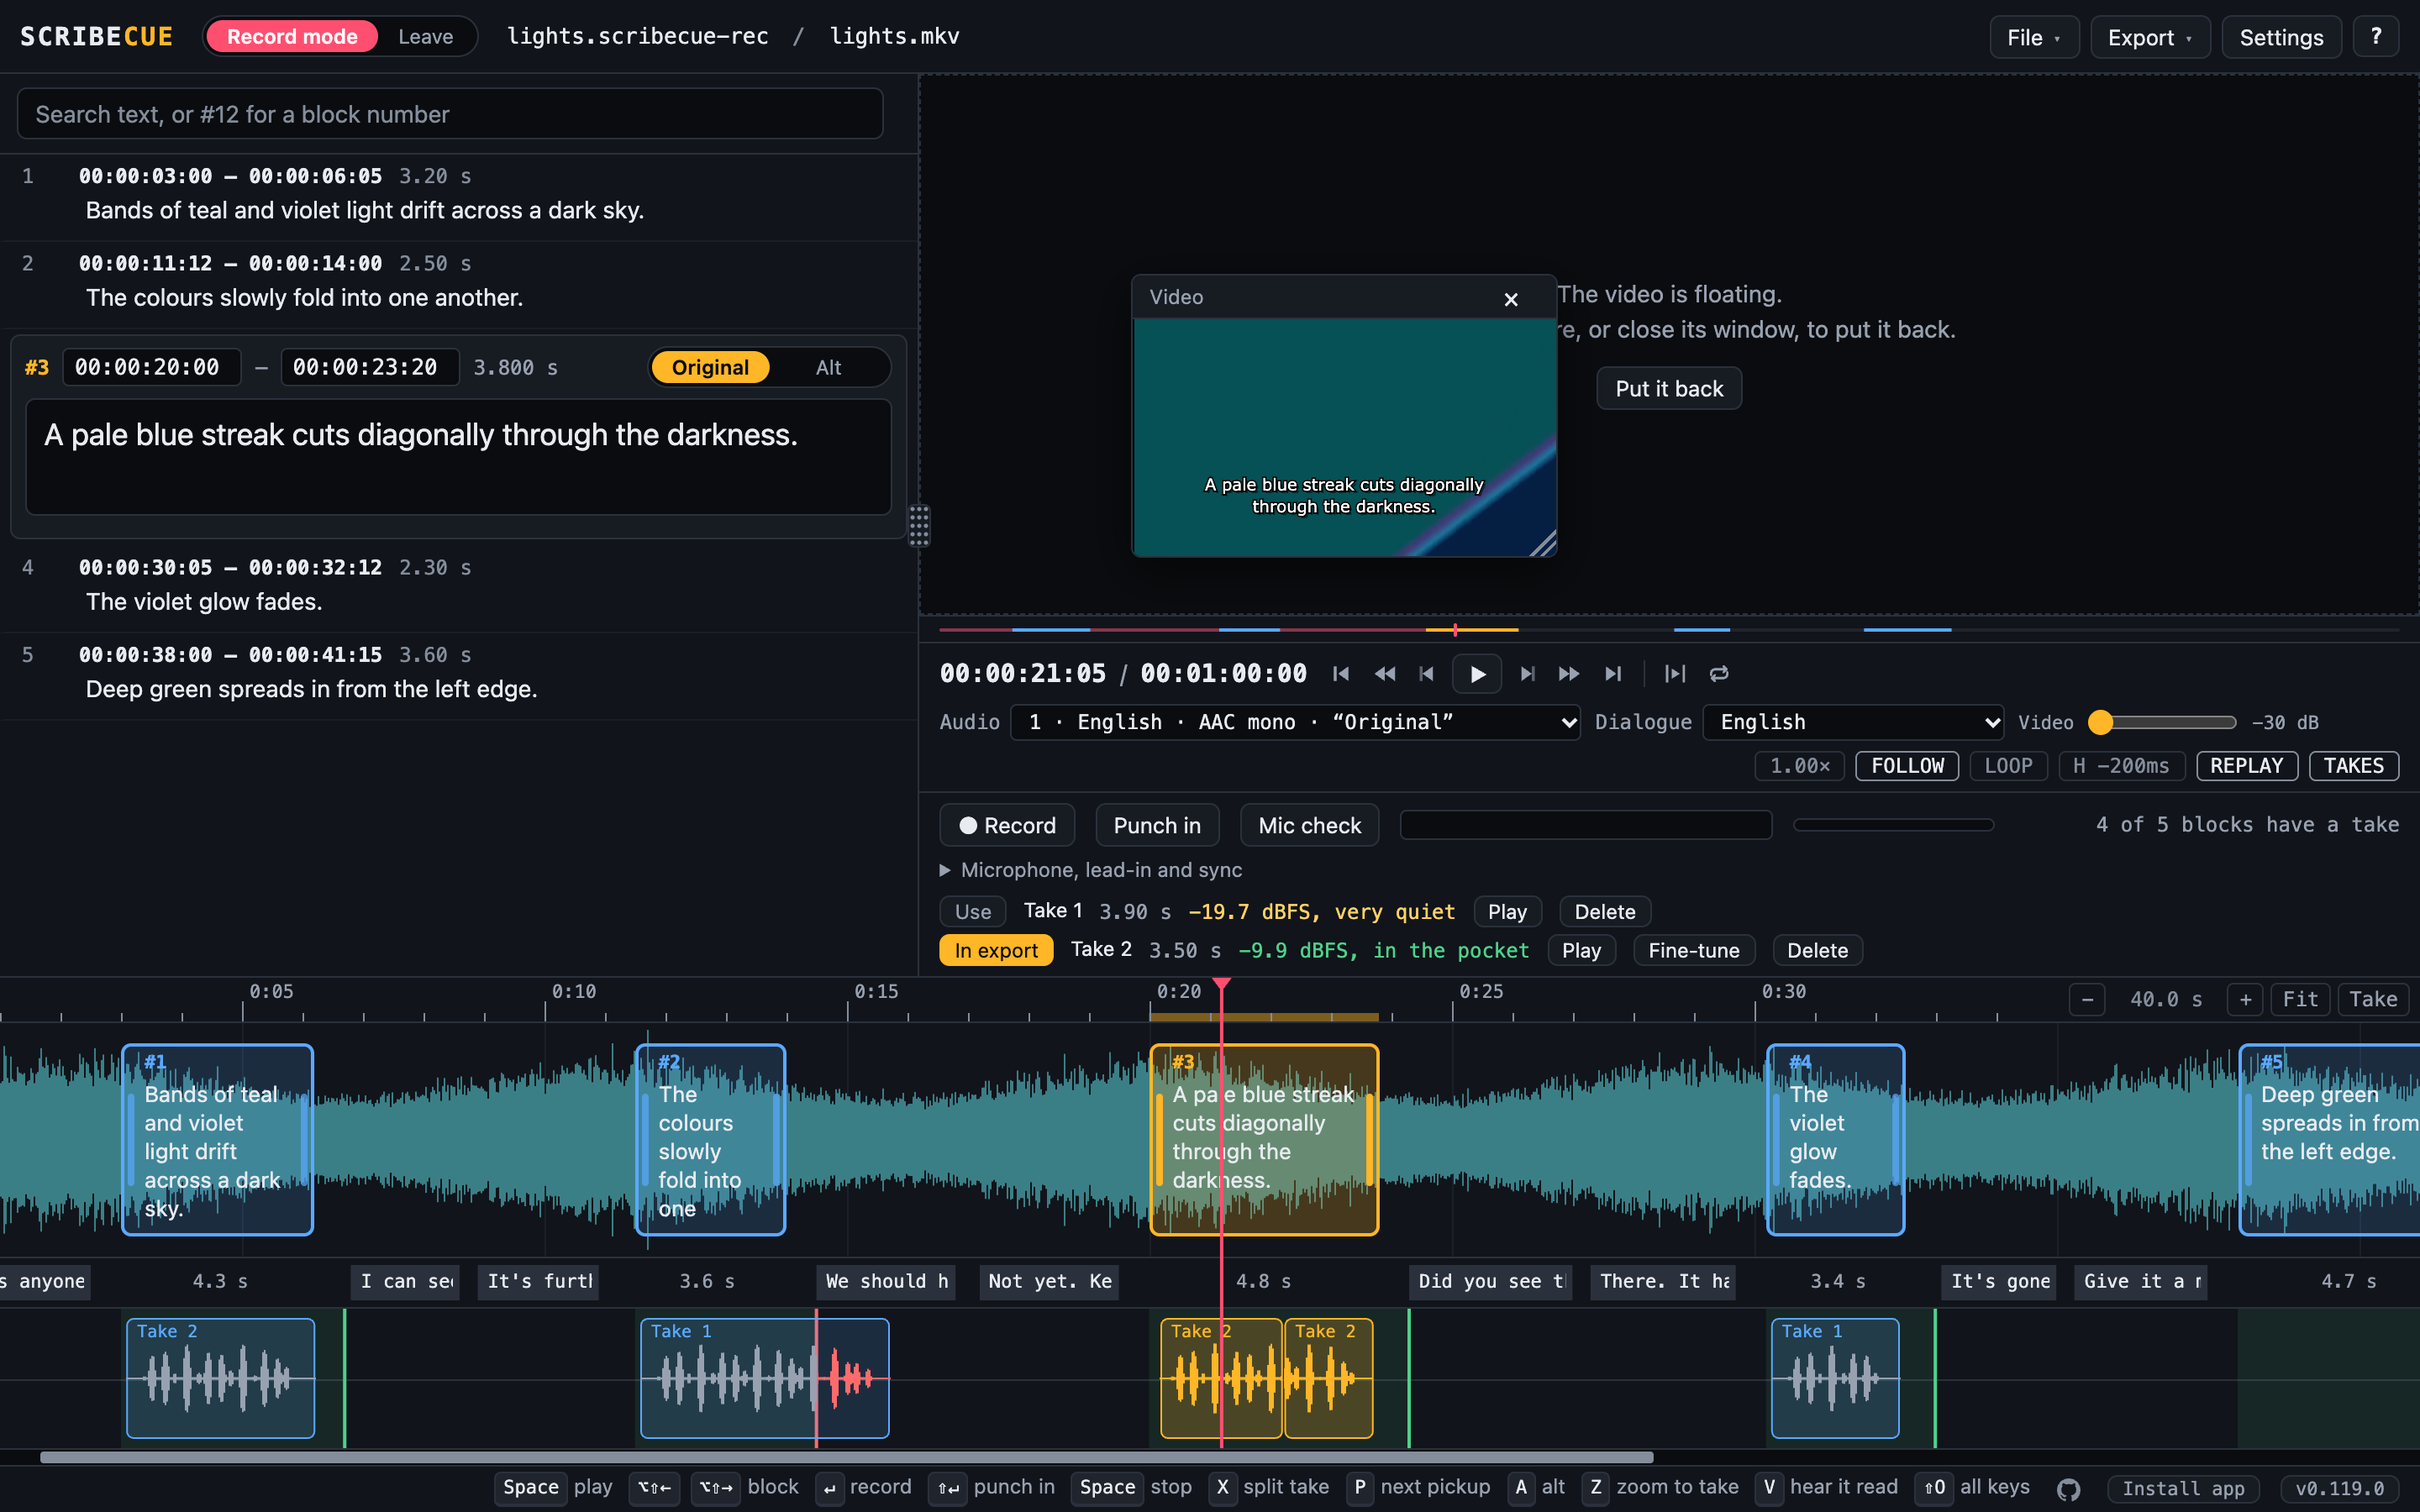 SCRIBECUE Record mode Leave lights.scribecue-rec / lights.mkv File Export Settings ?
Search text, or #12 for a block number
1 00:00:03:00 – 00:00:06:05 3.20 s
Bands of teal and violet light drift across a dark sky.
2 00:00:11:12 – 00:00:14:00 2.50 s
The colours slowly fold into one another.
#3 00:00:20:00 – 00:00:23:20 3.800 s Original Alt
A pale blue streak cuts diagonally through the darkness.
4 00:00:30:05 – 00:00:32:12 2.30 s
The violet glow fades.
5 00:00:38:00 – 00:00:41:15 3.60 s
Deep green spreads in from the left edge.
Video ×
A pale blue streak cuts diagonally
through the darkness.
The video is floating.
re, or close its window, to put it back.
Put it back
00:00:21:05 / 00:01:00:00
Audio 1 · English · AAC mono · “Original” Dialogue English Video −30 dB
1.00× FOLLOW LOOP H −200ms REPLAY TAKES
Record Punch in Mic check 4 of 5 blocks have a take
Microphone, lead-in and sync
Use Take 1 3.90 s −19.7 dBFS, very quiet Play Delete
In export Take 2 3.50 s −9.9 dBFS, in the pocket Play Fine-tune Delete
0:05 0:10 0:15 0:20 0:25 0:30 − 40.0 s + Fit Take
#1
Bands of teal
and violet
light drift
across a dark
sky.
#2
The
colours
slowly
fold into
one
#3
A pale blue streak
cuts diagonally
through the
darkness.
#4
The
violet
glow
fades.
#5
Deep green
spreads in from
the left edge.
s anyone 4.3 s I can see It's furt 3.6 s We should h Not yet. Ke 4.8 s Did you see t There. It ha 3.4 s It's gone Give it a 4.7 s
Take 2 Take 1 Take 2 Take 2 Take 1
Space play ⌥⇧← ⌥⇧→ block ↵ record ⇧↵ punch in Space stop X split take P next pickup A alt Z zoom to take V hear it read ⇧O all keys Install app v0.119.0